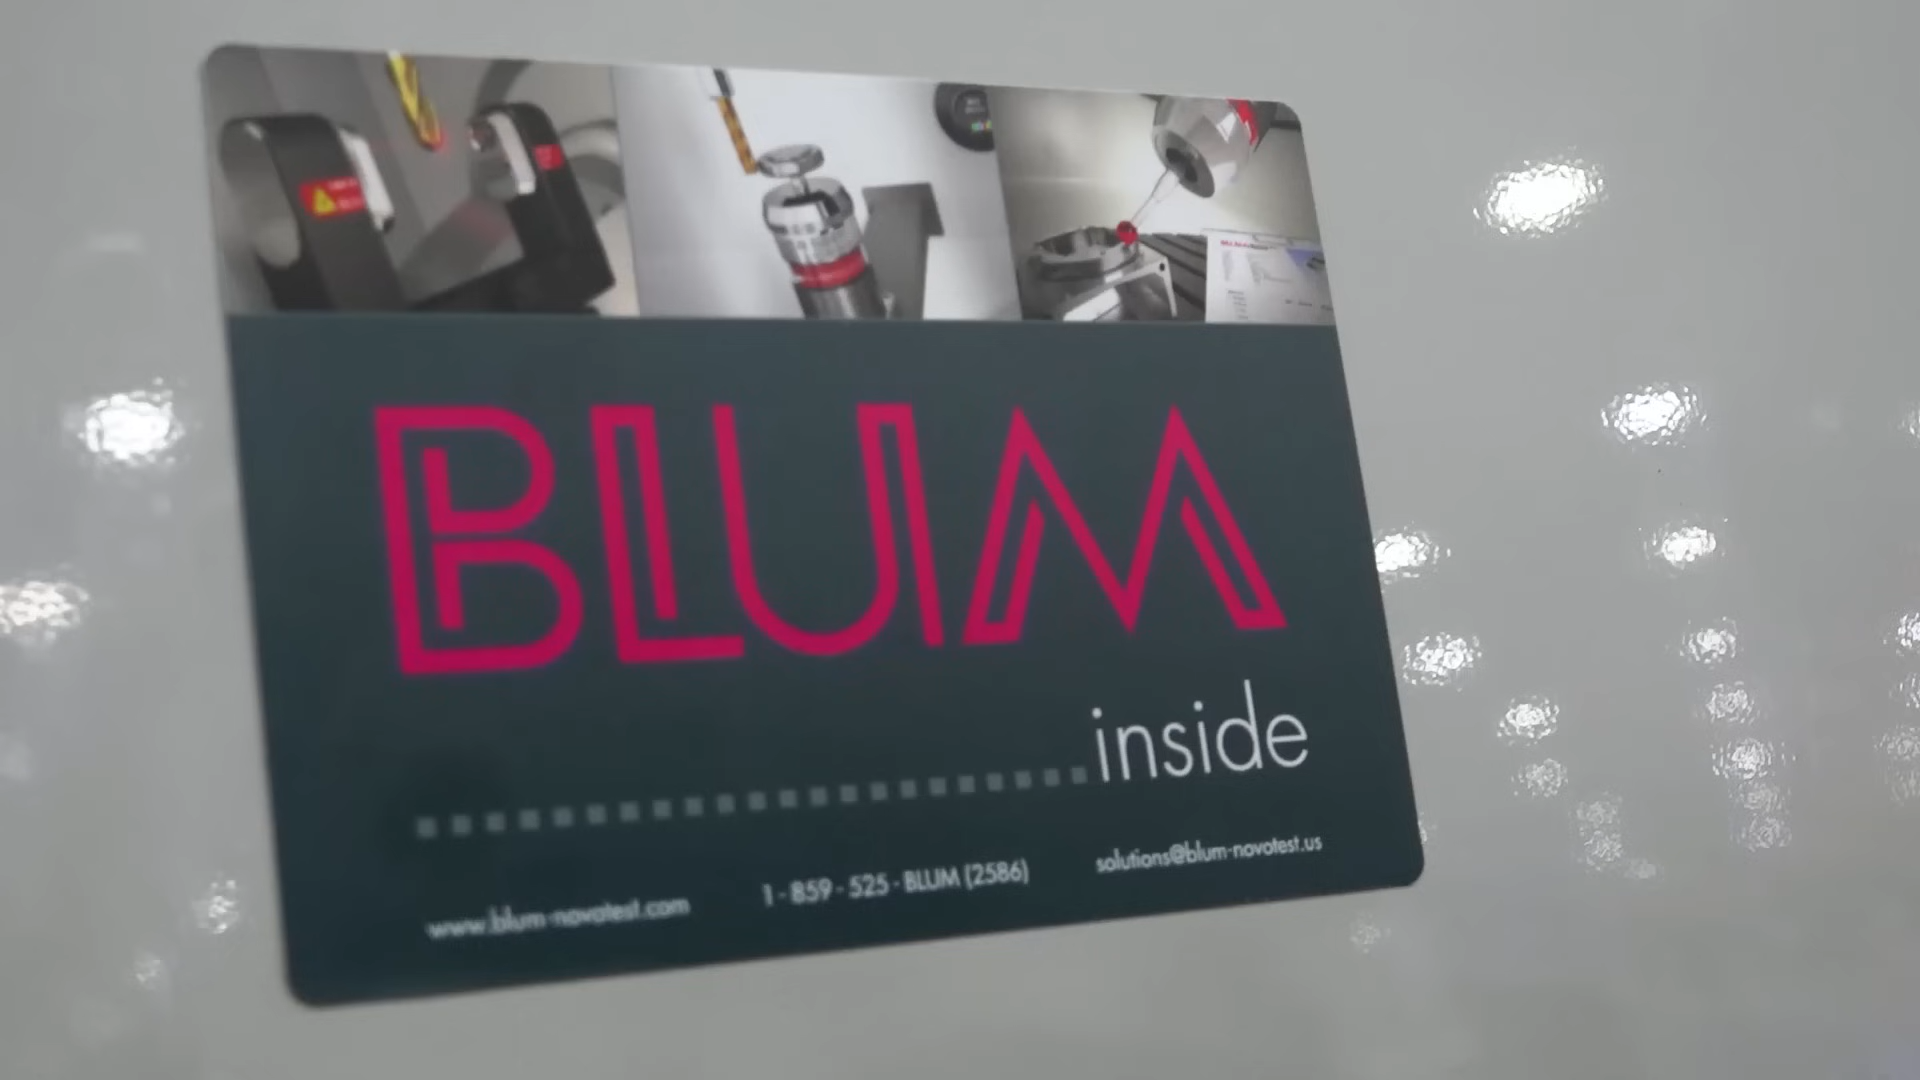 BLUM
inside
www.blum-novotest.com
1 - 859 - 525 - BLUM (2586)
solutions@blum-novotest.us